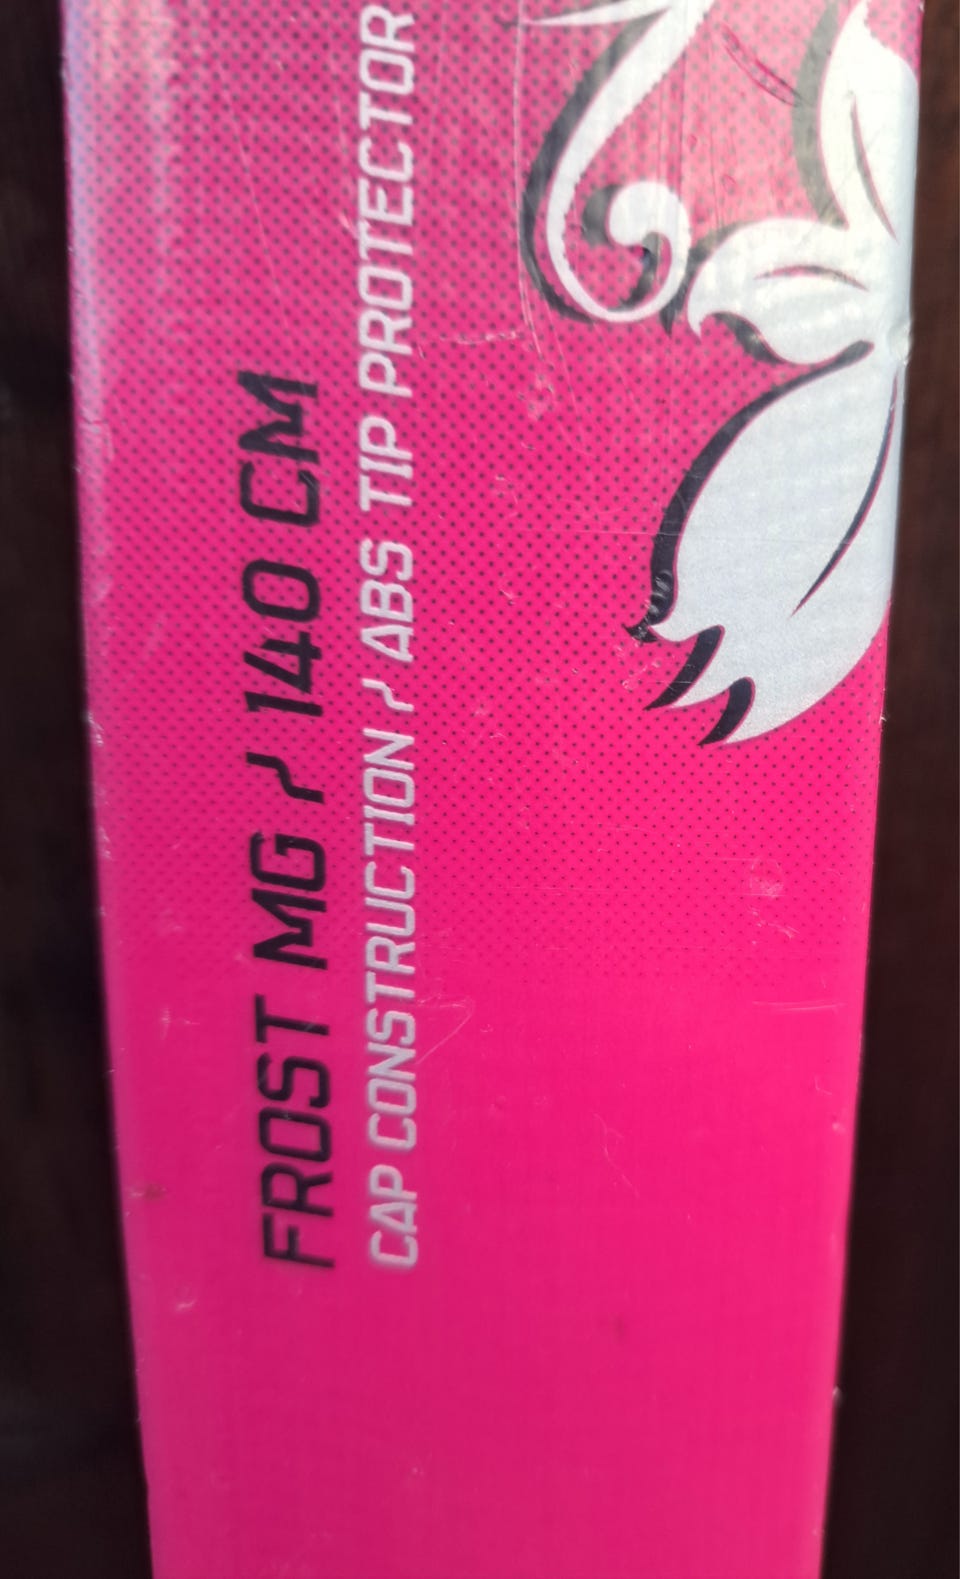 FROST MG / 140 CM
CAP CONSTRUCTION / ABS TIP PROTECTOR